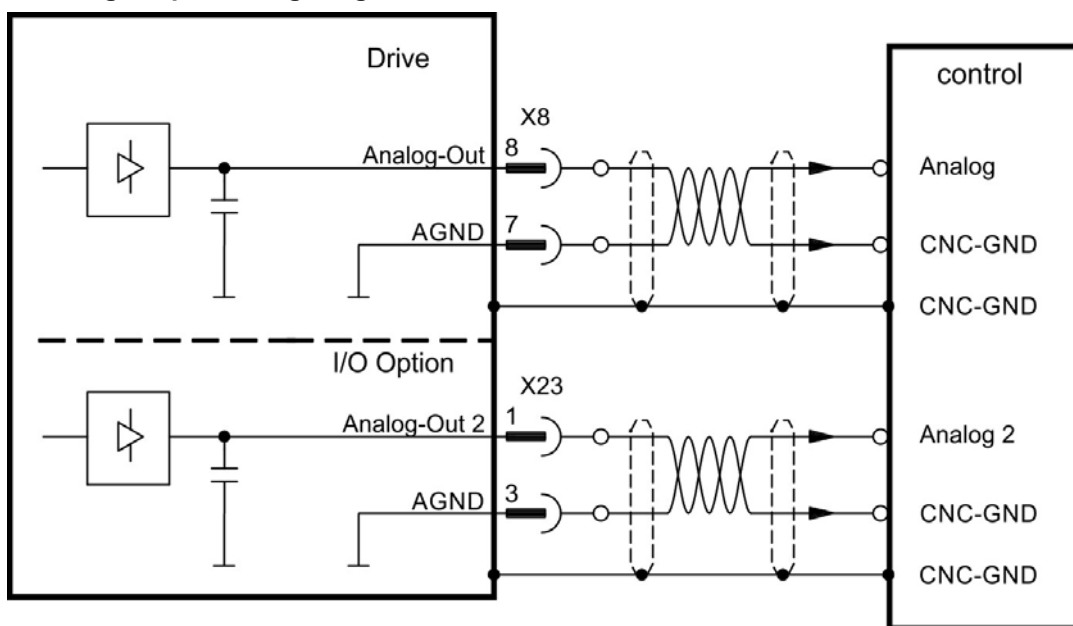 Drive
control
X8
Analog-Out
8
Analog
AGND
7
CNC-GND
CNC-GND
I/O Option
X23
Analog-Out 2
1
Analog 2
AGND
3
CNC-GND
CNC-GND